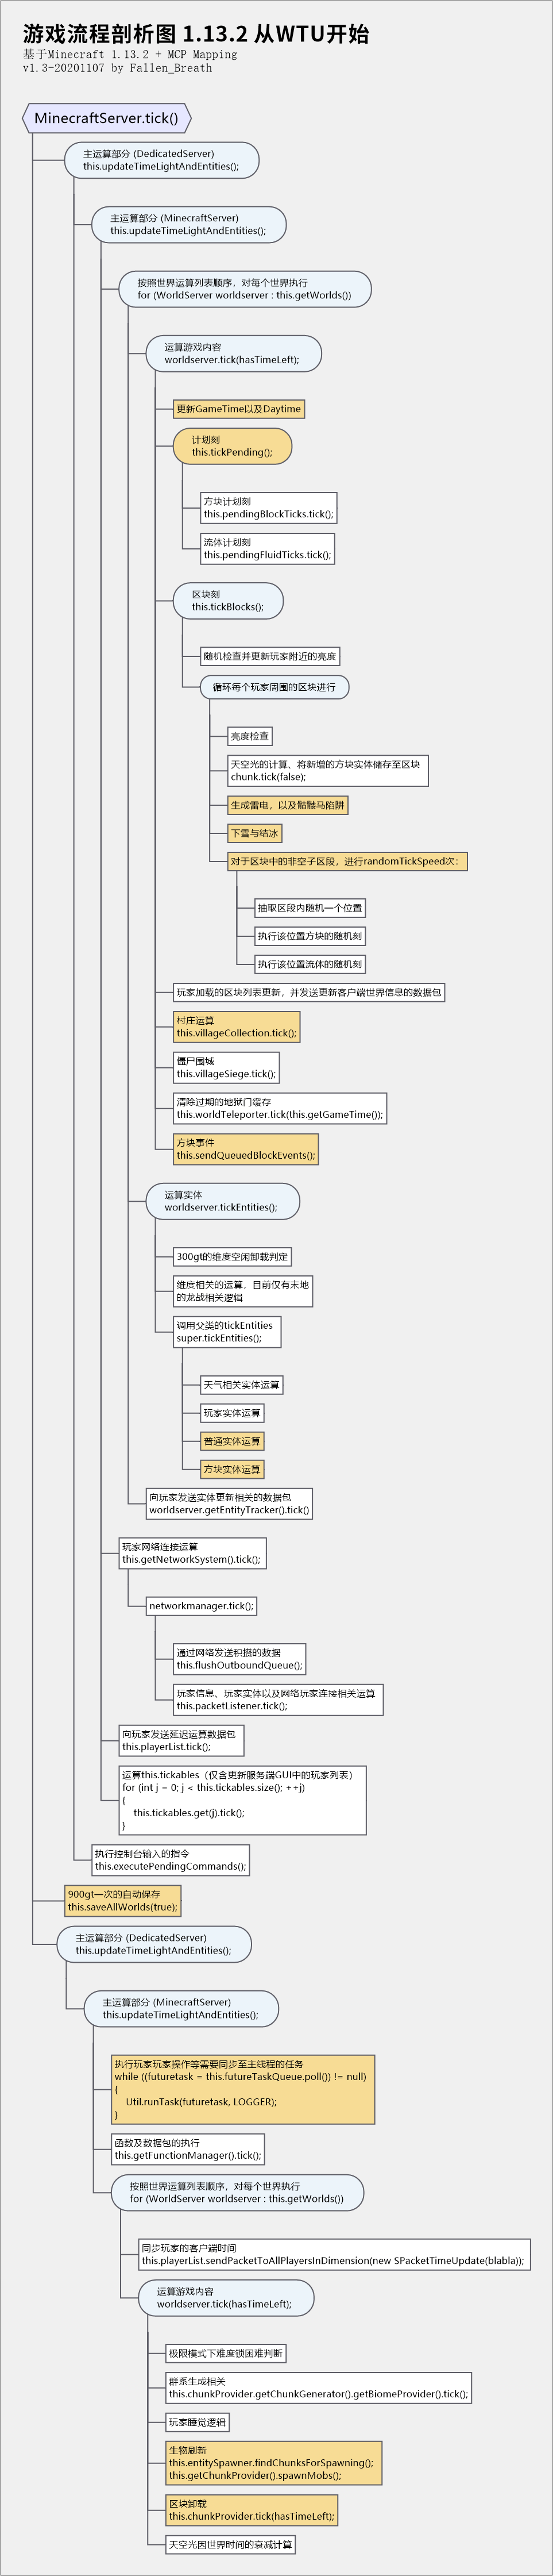 游戏流程剖析图 1.13.2 从WTU开始
基于Minecraft 1.13.2 + MCP Mapping
v1.3-20201107 by Fallen_Breath
MinecraftServer.tick()
主运算部分 (DedicatedServer)
this.updateTimeLightAndEntities();
主运算部分 (MinecraftServer)
this.updateTimeLightAndEntities();
按照世界运算列表顺序，对每个世界执行
for (WorldServer worldserver : this.getWorlds())
运算游戏内容
worldserver.tick(hasTimeLeft);
更新GameTime以及Daytime
计划刻
this.tickPending();
方块计划刻
this.pendingBlockTicks.tick();
流体计划刻
this.pendingFluidTicks.tick();
区块刻
this.tickBlocks();
随机检查并更新玩家附近的亮度
循环每个玩家周围的区块进行
亮度检查
天空光的计算、将新增的方块实体储存至区块
chunk.tick(false);
生成雷电，以及骷髅马陷阱
下雪与结冰
对于区块中的非空子区段，进行randomTickSpeed次：
抽取区段内随机一个位置
执行该位置方块的随机刻
执行该位置流体的随机刻
玩家加载的区块列表更新，并发送更新客户端世界信息的数据包
村庄运算
this.villageCollection.tick();
僵尸围城
this.villageSiege.tick();
清除过期的地狱门缓存
this.worldTeleporter.tick(this.getGameTime());
方块事件
this.sendQueuedBlockEvents();
运算实体
worldserver.tickEntities();
300gt的维度空闲卸载判定
维度相关的运算，目前仅有末地
的龙战相关逻辑
调用父类的tickEntities
super.tickEntities();
天气相关实体运算
玩家实体运算
普通实体运算
方块实体运算
向玩家发送实体更新相关的数据包
worldserver.getEntityTracker().tick()
玩家网络连接运算
this.getNetworkSystem().tick();
networkmanager.tick();
通过网络发送积攒的数据
this.flushOutboundQueue();
玩家信息、玩家实体以及网络玩家连接相关运算
this.packetListener.tick();
向玩家发送延迟运算数据包
this.playerList.tick();
运算this.tickables（仅含更新服务端GUI中的玩家列表）
for (int j = 0; j < this.tickables.size(); ++j)
{
this.tickables.get(j).tick();
}
执行控制台输入的指令
this.executePendingCommands();
900gt一次的自动保存
this.saveAllWorlds(true);
主运算部分 (DedicatedServer)
this.updateTimeLightAndEntities();
主运算部分 (MinecraftServer)
this.updateTimeLightAndEntities();
执行玩家玩家操作等需要同步至主线程的任务
while ((futuretask = this.futureTaskQueue.poll()) != null)
{
Util.runTask(futuretask, LOGGER);
}
函数及数据包的执行
this.getFunctionManager().tick();
按照世界运算列表顺序，对每个世界执行
for (WorldServer worldserver : this.getWorlds())
同步玩家的客户端时间
this.playerList.sendPacketToAllPlayersInDimension(new SPacketTimeUpdate(blabla));
运算游戏内容
worldserver.tick(hasTimeLeft);
极限模式下难度锁困难判断
群系生成相关
this.chunkProvider.getChunkGenerator().getBiomeProvider().tick();
玩家睡觉逻辑
生物刷新
this.entitySpawner.findChunksForSpawning();
this.getChunkProvider().spawnMobs();
区块卸载
this.chunkProvider.tick(hasTimeLeft);
天空光因世界时间的衰减计算